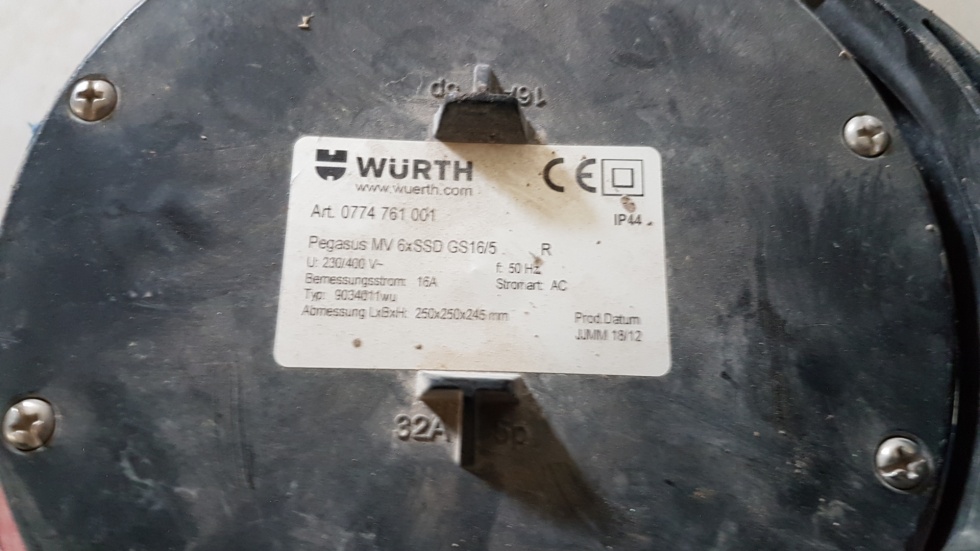 16A 5p
WÜRTH
www.wuerth.com
CE
Art. 0774 761 001
IP44
Pegasus MV 6xSSD GS16/5 R
U: 230/400 V~ f: 50 Hz
Bemessungsstrom: 16A Stromart: AC
Typ: 9034011wu
Abmessung LxBxH: 250x250x245 mm
Prod.Datum
JJMM 18/12
32A 5p